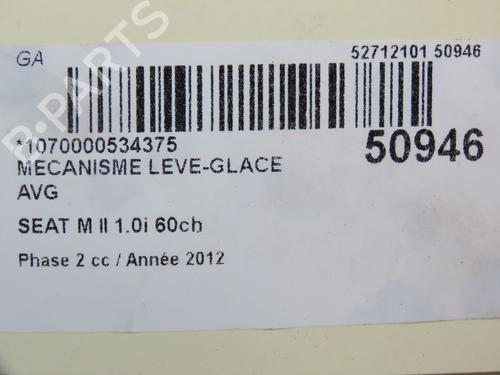 GA
52712101 50946
*1070000534375
50946
MECANISME LEVE-GLACE
AVG
SEAT M II 1.0i 60ch
Phase 2 cc / Année 2012
B-PARTS